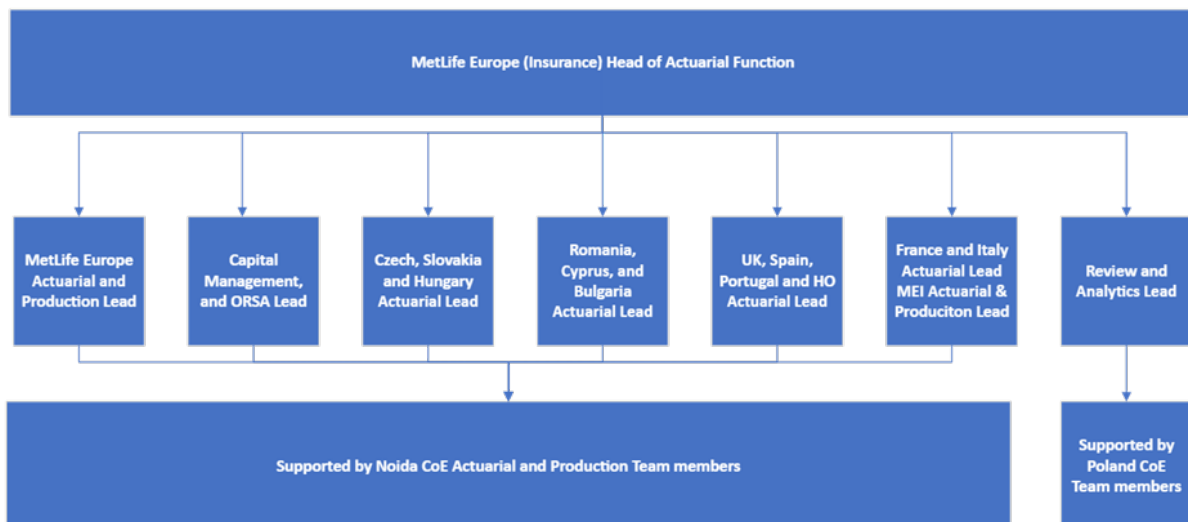 MetLife Europe (Insurance) Head of Actuarial Function
MetLife Europe
Actuarial and
Production Lead
Capital
Management,
and ORSA Lead
Czech, Slovakia
and Hungary
Actuarial Lead
Romania,
Cyprus, and
Bulgaria
Actuarial Lead
UK, Spain,
Portugal and HO
Actuarial Lead
France and Italy
Actuarial Lead
MEI Actuarial &
Produciton Lead
Review and
Analytics Lead
Supported by Noida CoE Actuarial and Production Team members
Supported by
Poland CoE
Team members